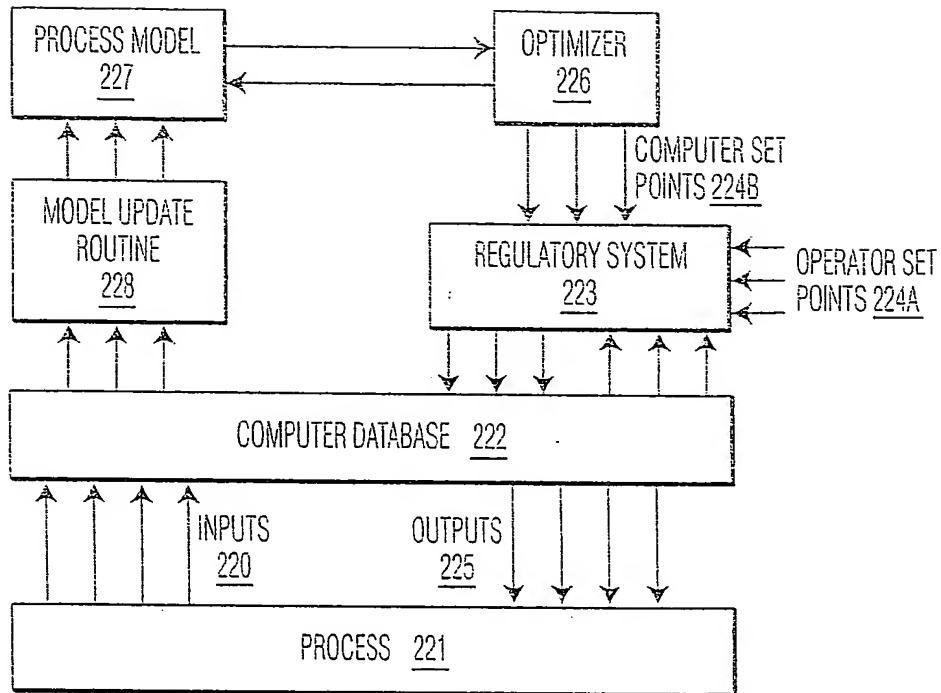 PROCESS MODEL
227
OPTIMIZER
226
COMPUTER SET
POINTS 224B
MODEL UPDATE
ROUTINE
228
REGULATORY SYSTEM
223
OPERATOR SET
POINTS 224A
COMPUTER DATABASE 222
INPUTS
220
OUTPUTS
225
PROCESS 221